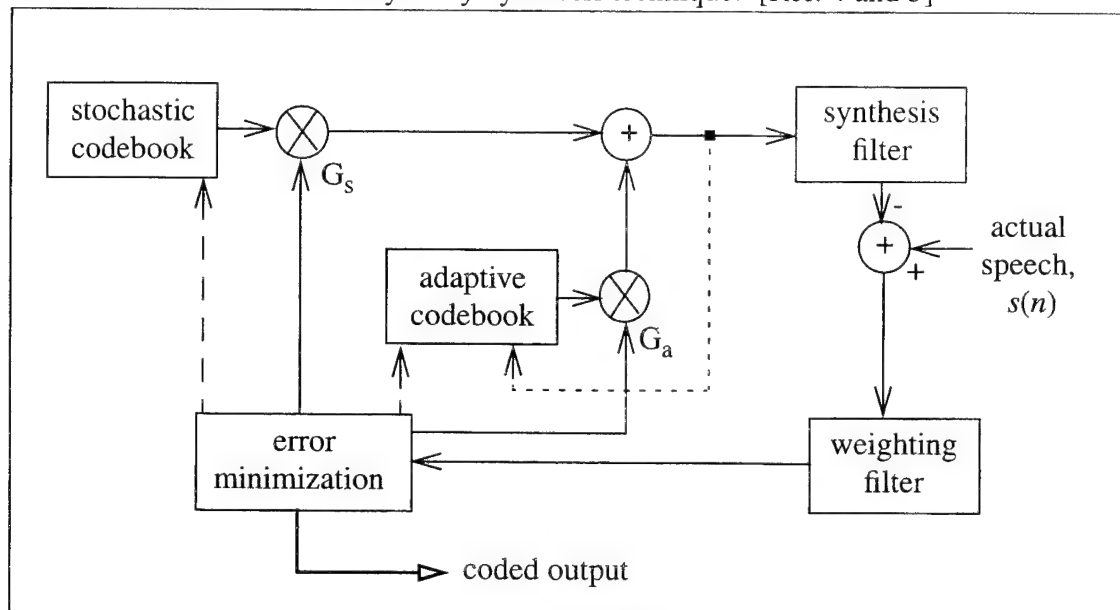 stochastic
codebook
G_s
+
synthesis
filter
-
+
+
actual
speech,
s(n)
adaptive
codebook
G_a
error
minimization
weighting
filter
coded output